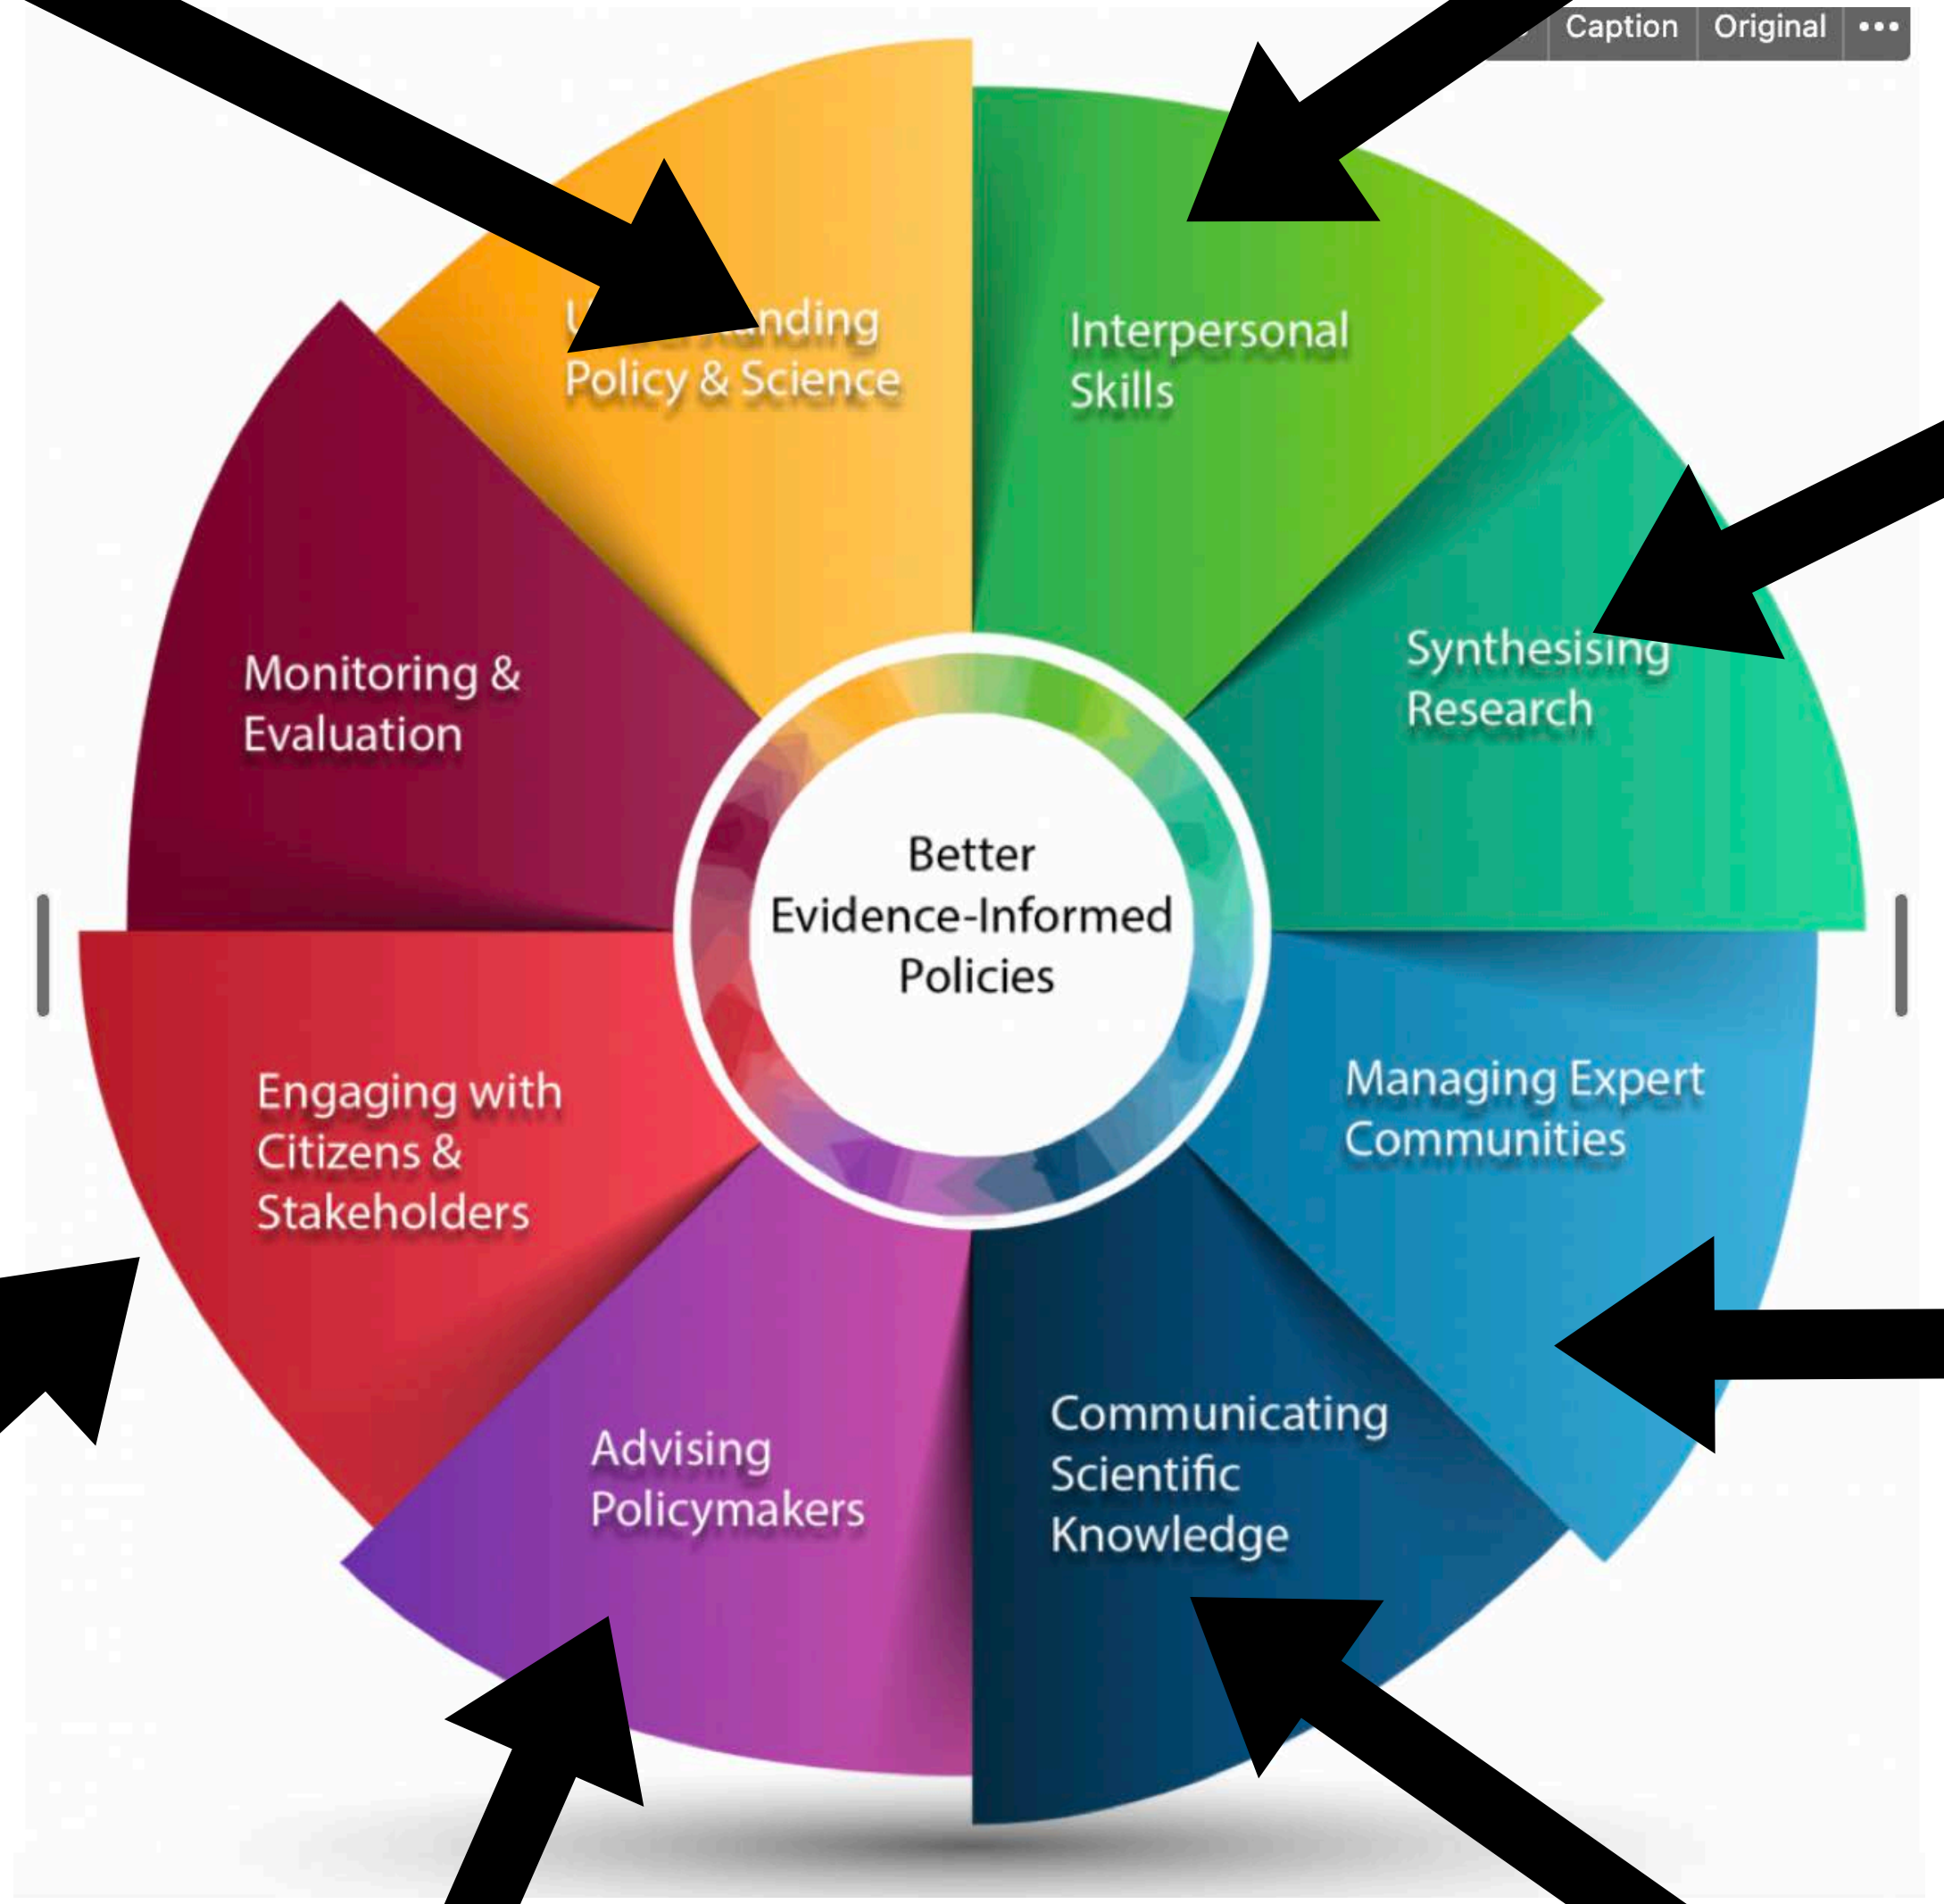 Caption Original •••
Policy & Science
Interpersonal
Skills
Synthesising
Research
Managing Expert
Communities
Communicating
Scientific
Knowledge
Advising
Policymakers
Engaging with
Citizens &
Stakeholders
Monitoring &
Evaluation
Better
Evidence-Informed
Policies